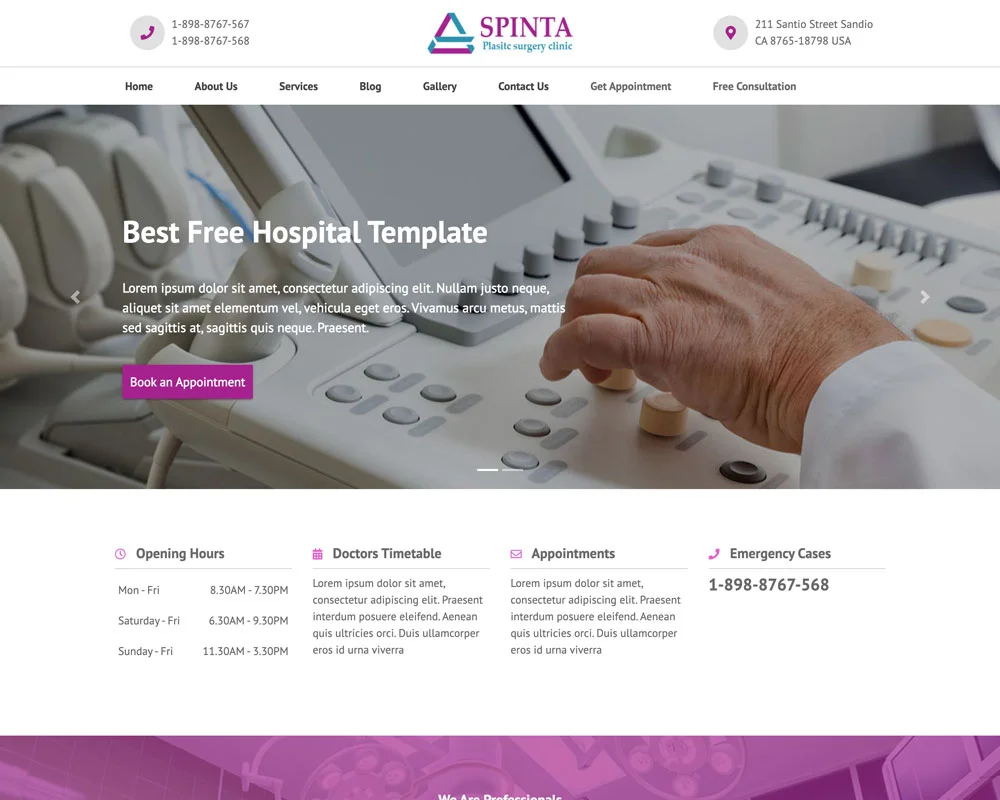 1-898-8767-567
1-898-8767-568
SPINTA
Plasitc surgery clinic
211 Santio Street Sandio
CA 8765-18798 USA
Home About Us Services Blog Gallery Contact Us Get Appointment Free Consultation
Best Free Hospital Template
Lorem ipsum dolor sit amet, consectetur adipiscing elit. Nullam justo neque,
aliquet sit amet elementum vel, vehicula eget eros. Vivamus arcu metus, mattis
sed sagittis at, sagittis quis neque. Praesent.
Book an Appointment
Opening Hours
Mon - Fri 8.30AM - 7.30PM
Saturday - Fri 6.30AM - 9.30PM
Sunday - Fri 11.30AM - 3.30PM
Doctors Timetable
Lorem ipsum dolor sit amet,
consectetur adipiscing elit. Praesent
interdum posuere eleifend. Aenean
quis ultricies orci. Duis ullamcorper
eros id urna viverra
Appointments
Lorem ipsum dolor sit amet,
consectetur adipiscing elit. Praesent
interdum posuere eleifend. Aenean
quis ultricies orci. Duis ullamcorper
eros id urna viverra
Emergency Cases
1-898-8767-568
We Are Professionals